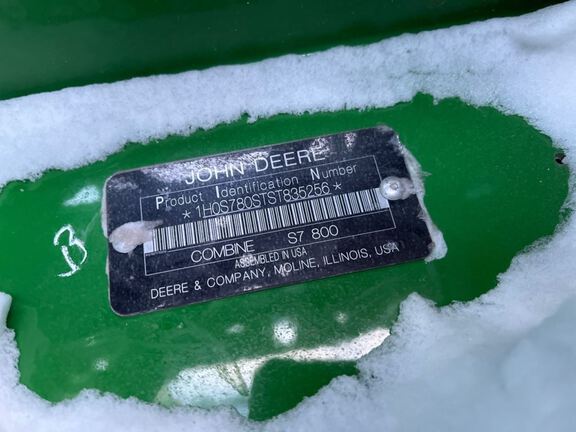 JOHN DEERE
Product Identification Number
*1H0S780STST835256*
COMBINE S7 800
ASSEMBLED IN USA
DEERE & COMPANY, MOLINE, ILLINOIS, USA
B